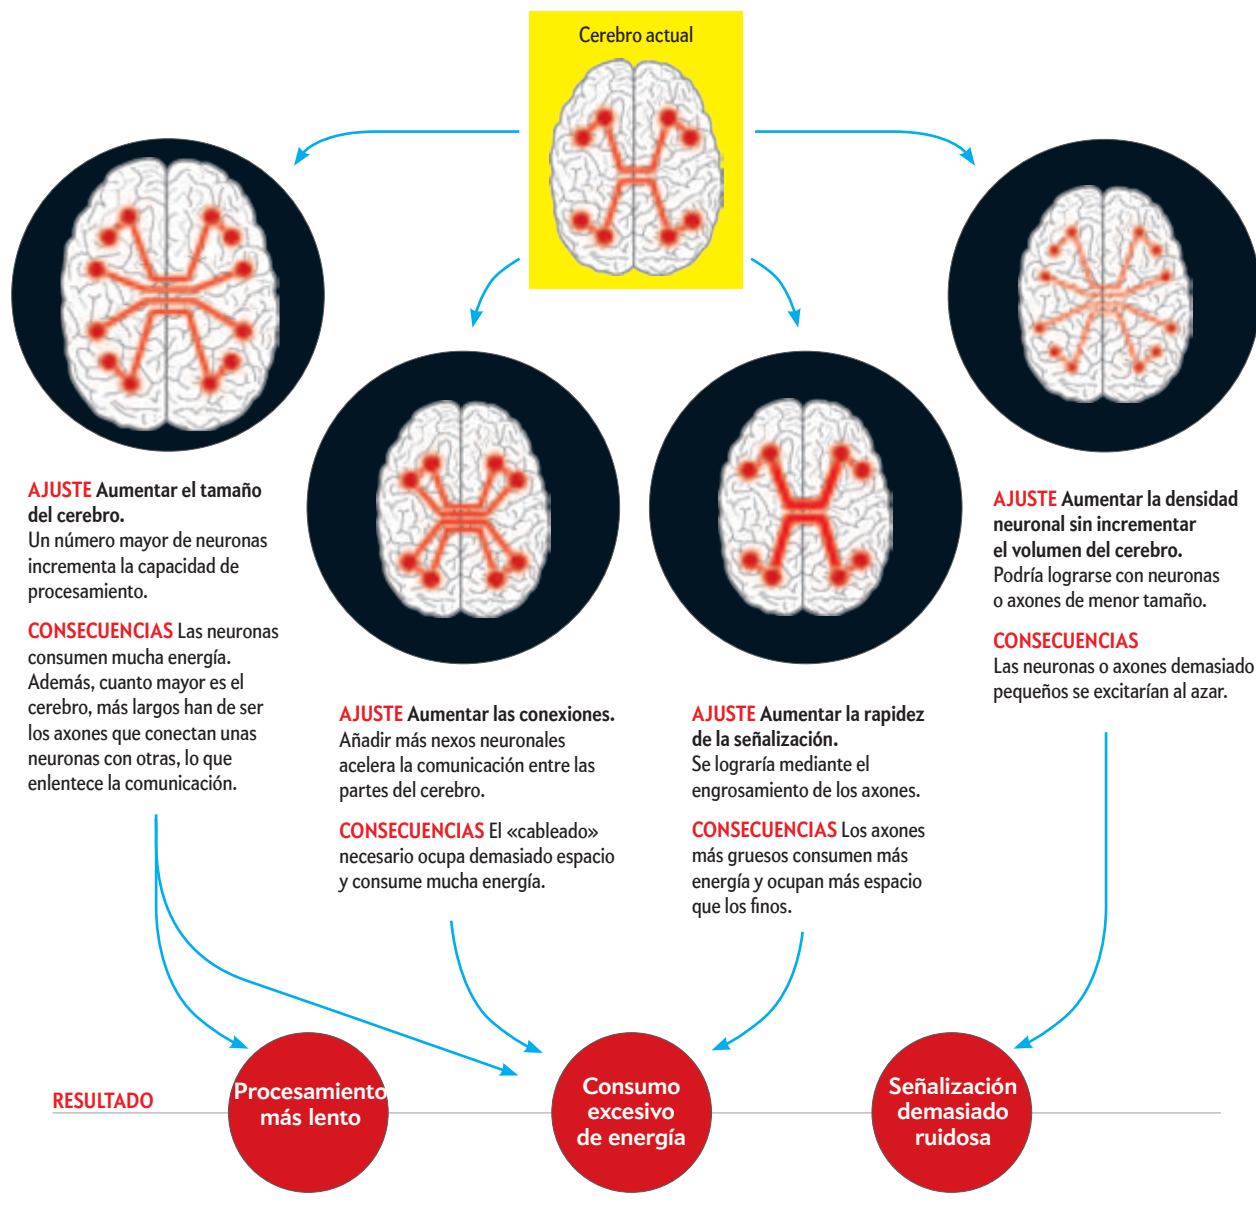 Cerebro actual
AJUSTE Aumentar el tamaño
del cerebro.
Un número mayor de neuronas
incrementa la capacidad de
procesamiento.
CONSECUENCIAS Las neuronas
consumen mucha energía.
Además, cuanto mayor es el
cerebro, más largos han de ser
los axones que conectan unas
neuronas con otras, lo que
enlentece la comunicación.
AJUSTE Aumentar las conexiones.
Añadir más nexos neuronales
acelera la comunicación entre las
partes del cerebro.
CONSECUENCIAS El «cableado»
necesario ocupa demasiado espacio
y consume mucha energía.
AJUSTE Aumentar la rapidez
de la señalización.
Se lograría mediante el
engrosamiento de los axones.
CONSECUENCIAS Los axones
más gruesos consumen más
energía y ocupan más espacio
que los finos.
AJUSTE Aumentar la densidad
neuronal sin incrementar
el volumen del cerebro.
Podría lograrse con neuronas
o axones de menor tamaño.
CONSECUENCIAS
Las neuronas o axones demasiado
pequeños se excitarían al azar.
RESULTADO
Procesamiento
más lento
Consumo
excesivo
de energía
Señalización
demasiado
ruidosa